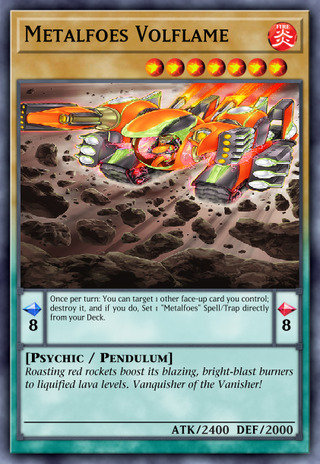 Metalfoes Volflame
FIRE
炎
Once per turn: You can target 1 other face-up card you control;
destroy it, and if you do, Set 1 "Metalfoes" Spell/Trap directly
from your Deck.
8
8
[Psychic / Pendulum]
Roasting red rockets boost its blazing, bright-blast burners
to liquified lava levels. Vanquisher of the Vanisher!
ATK/2400 DEF/2000